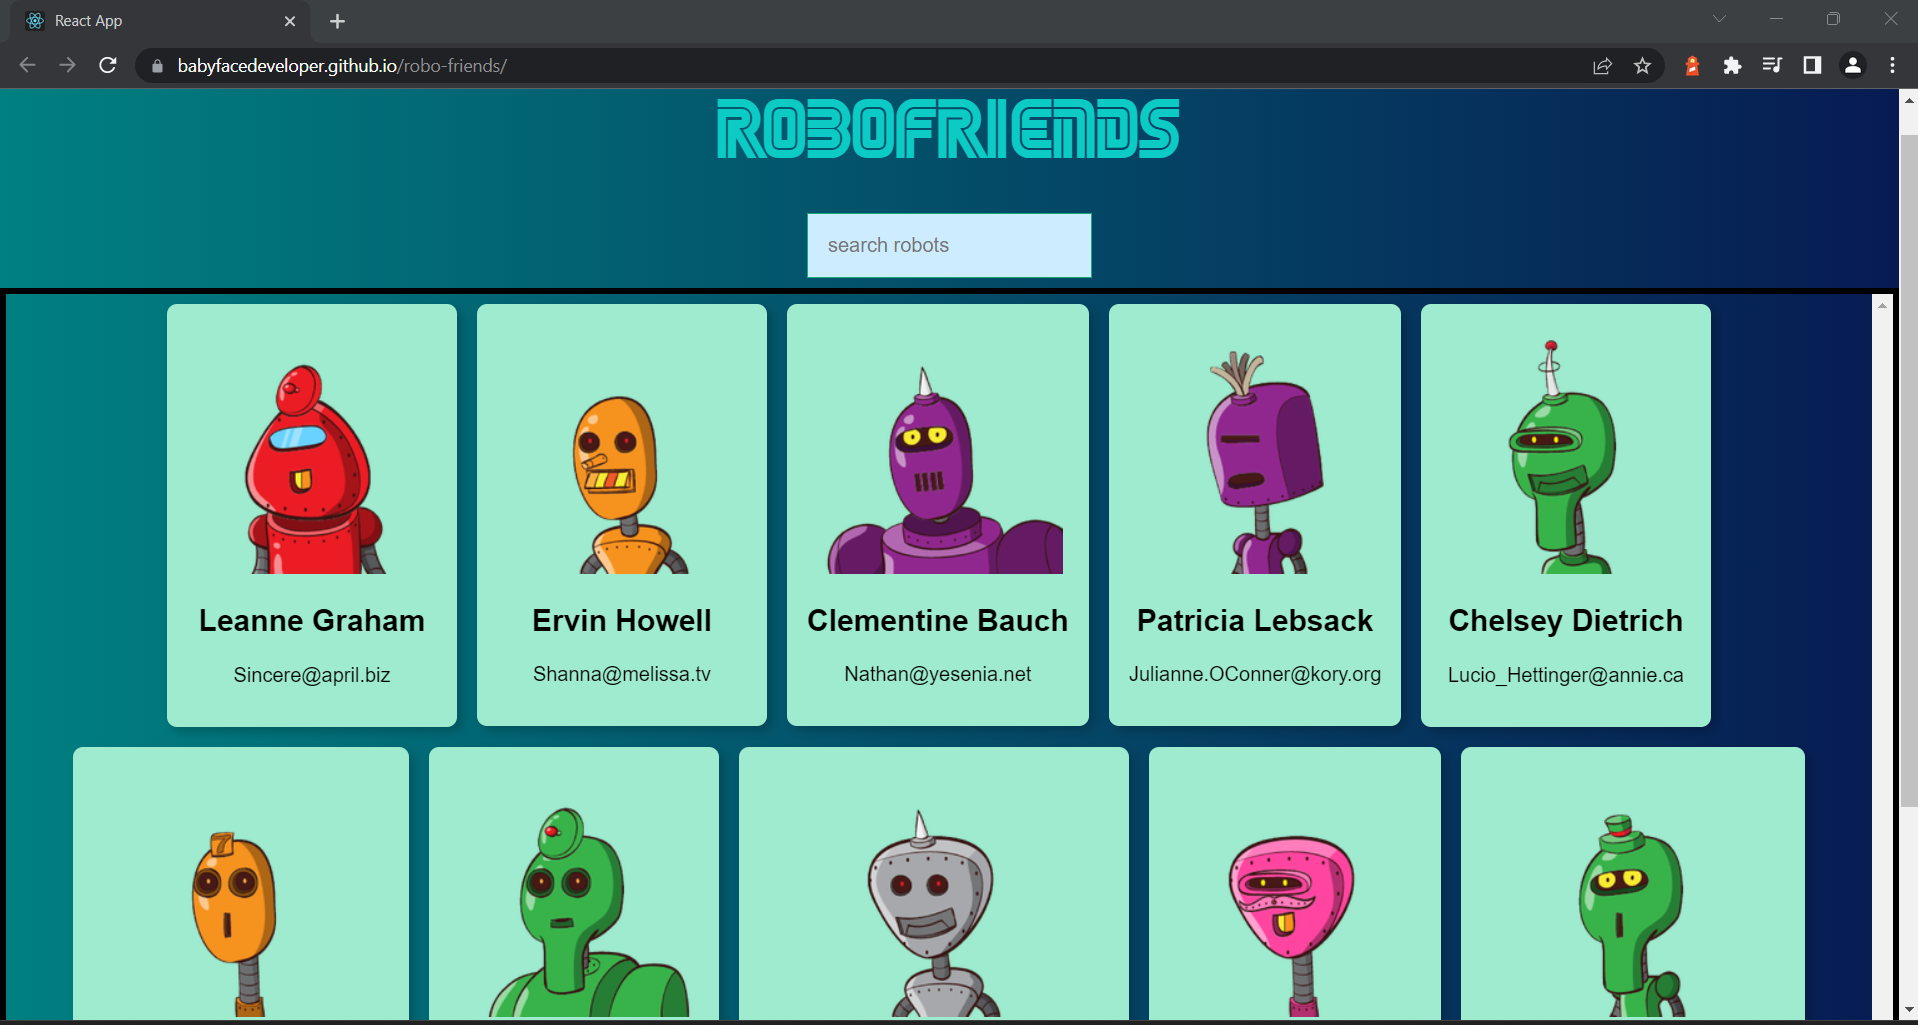 React App
babyfacedeveloper.github.io/robo-friends/
ROBOFRIENDS
search robots
Leanne Graham
Sincere@april.biz
Ervin Howell
Shanna@melissa.tv
Clementine Bauch
Nathan@yesenia.net
Patricia Lebsack
Julianne.OConner@kory.org
Chelsey Dietrich
Lucio_Hettinger@annie.ca
7